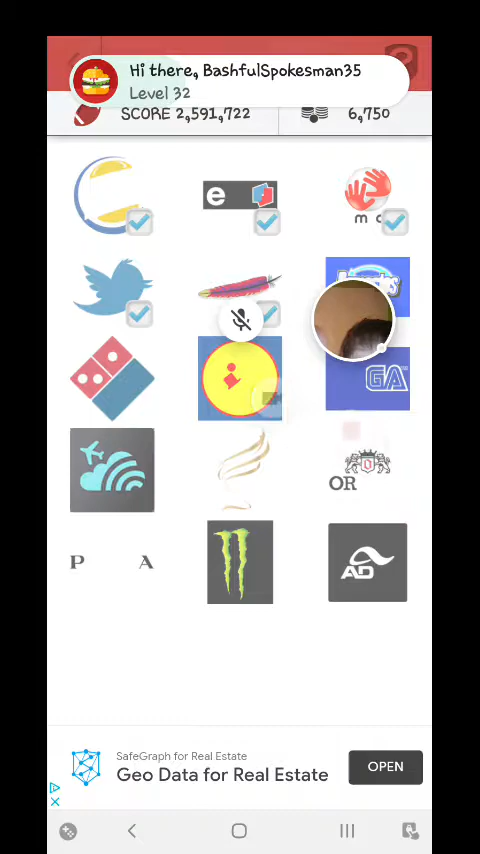 Hi there, BashfulSpokesman35
Level 32
SCORE 2,591,722
6,750
e
m
GA
OR
P A
AD
SafeGraph for Real Estate
Geo Data for Real Estate
OPEN